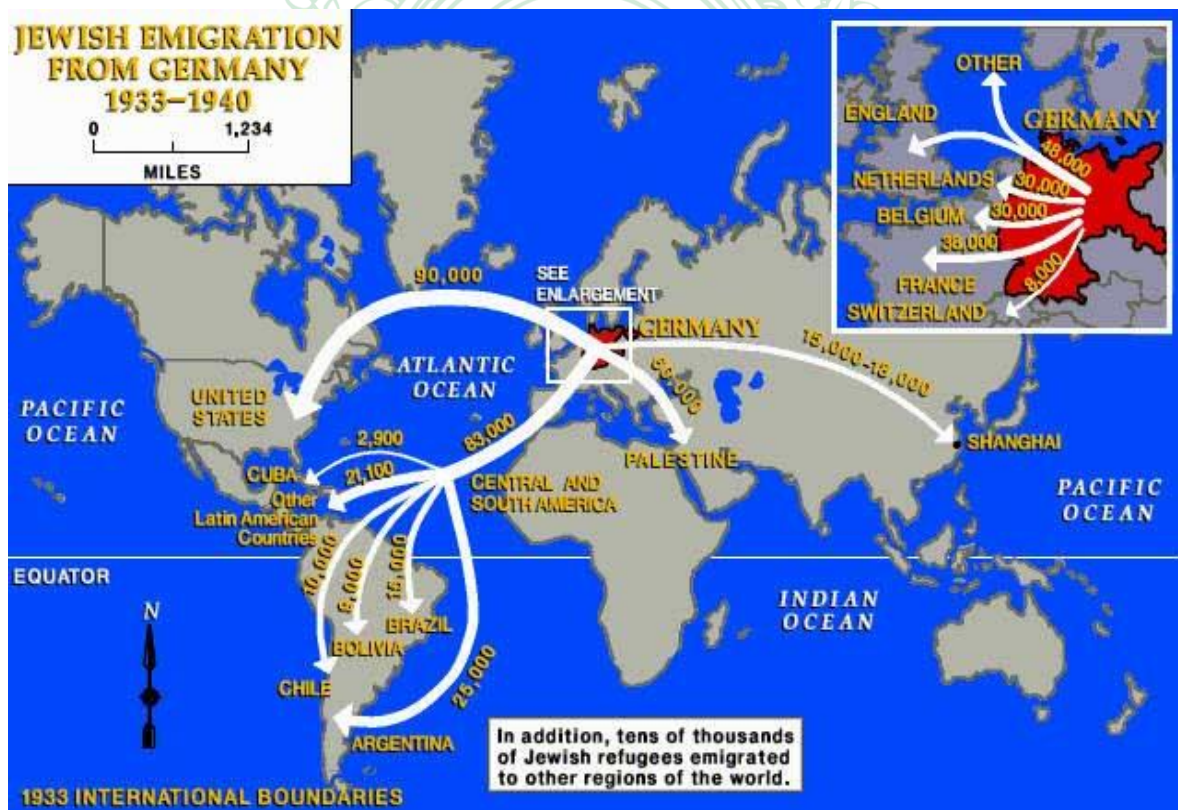 JEWISH EMIGRATION
FROM GERMANY
1933–1940
0 1,234
MILES
OTHER
ENGLAND
GERMANY
48,000
NETHERLANDS
30,000
BELGIUM
30,000
38,000
FRANCE
8,000
SWITZERLAND
90,000
SEE
ENLARGEMENT
GERMANY
15,000-18,000
60,000
ATLANTIC
OCEAN
UNITED
STATES
PACIFIC
OCEAN
83,000
2,900
SHANGHAI
PALESTINE
CUBA
21,100
CENTRAL AND
SOUTH AMERICA
Other
Latin American
Countries
PACIFIC
OCEAN
EQUATOR
10,000
9,000
15,000
INDIAN
OCEAN
N
BRAZIL
BOLIVIA
CHILE
25,000
ARGENTINA
In addition, tens of thousands
of Jewish refugees emigrated
to other regions of the world.
1933 INTERNATIONAL BOUNDARIES